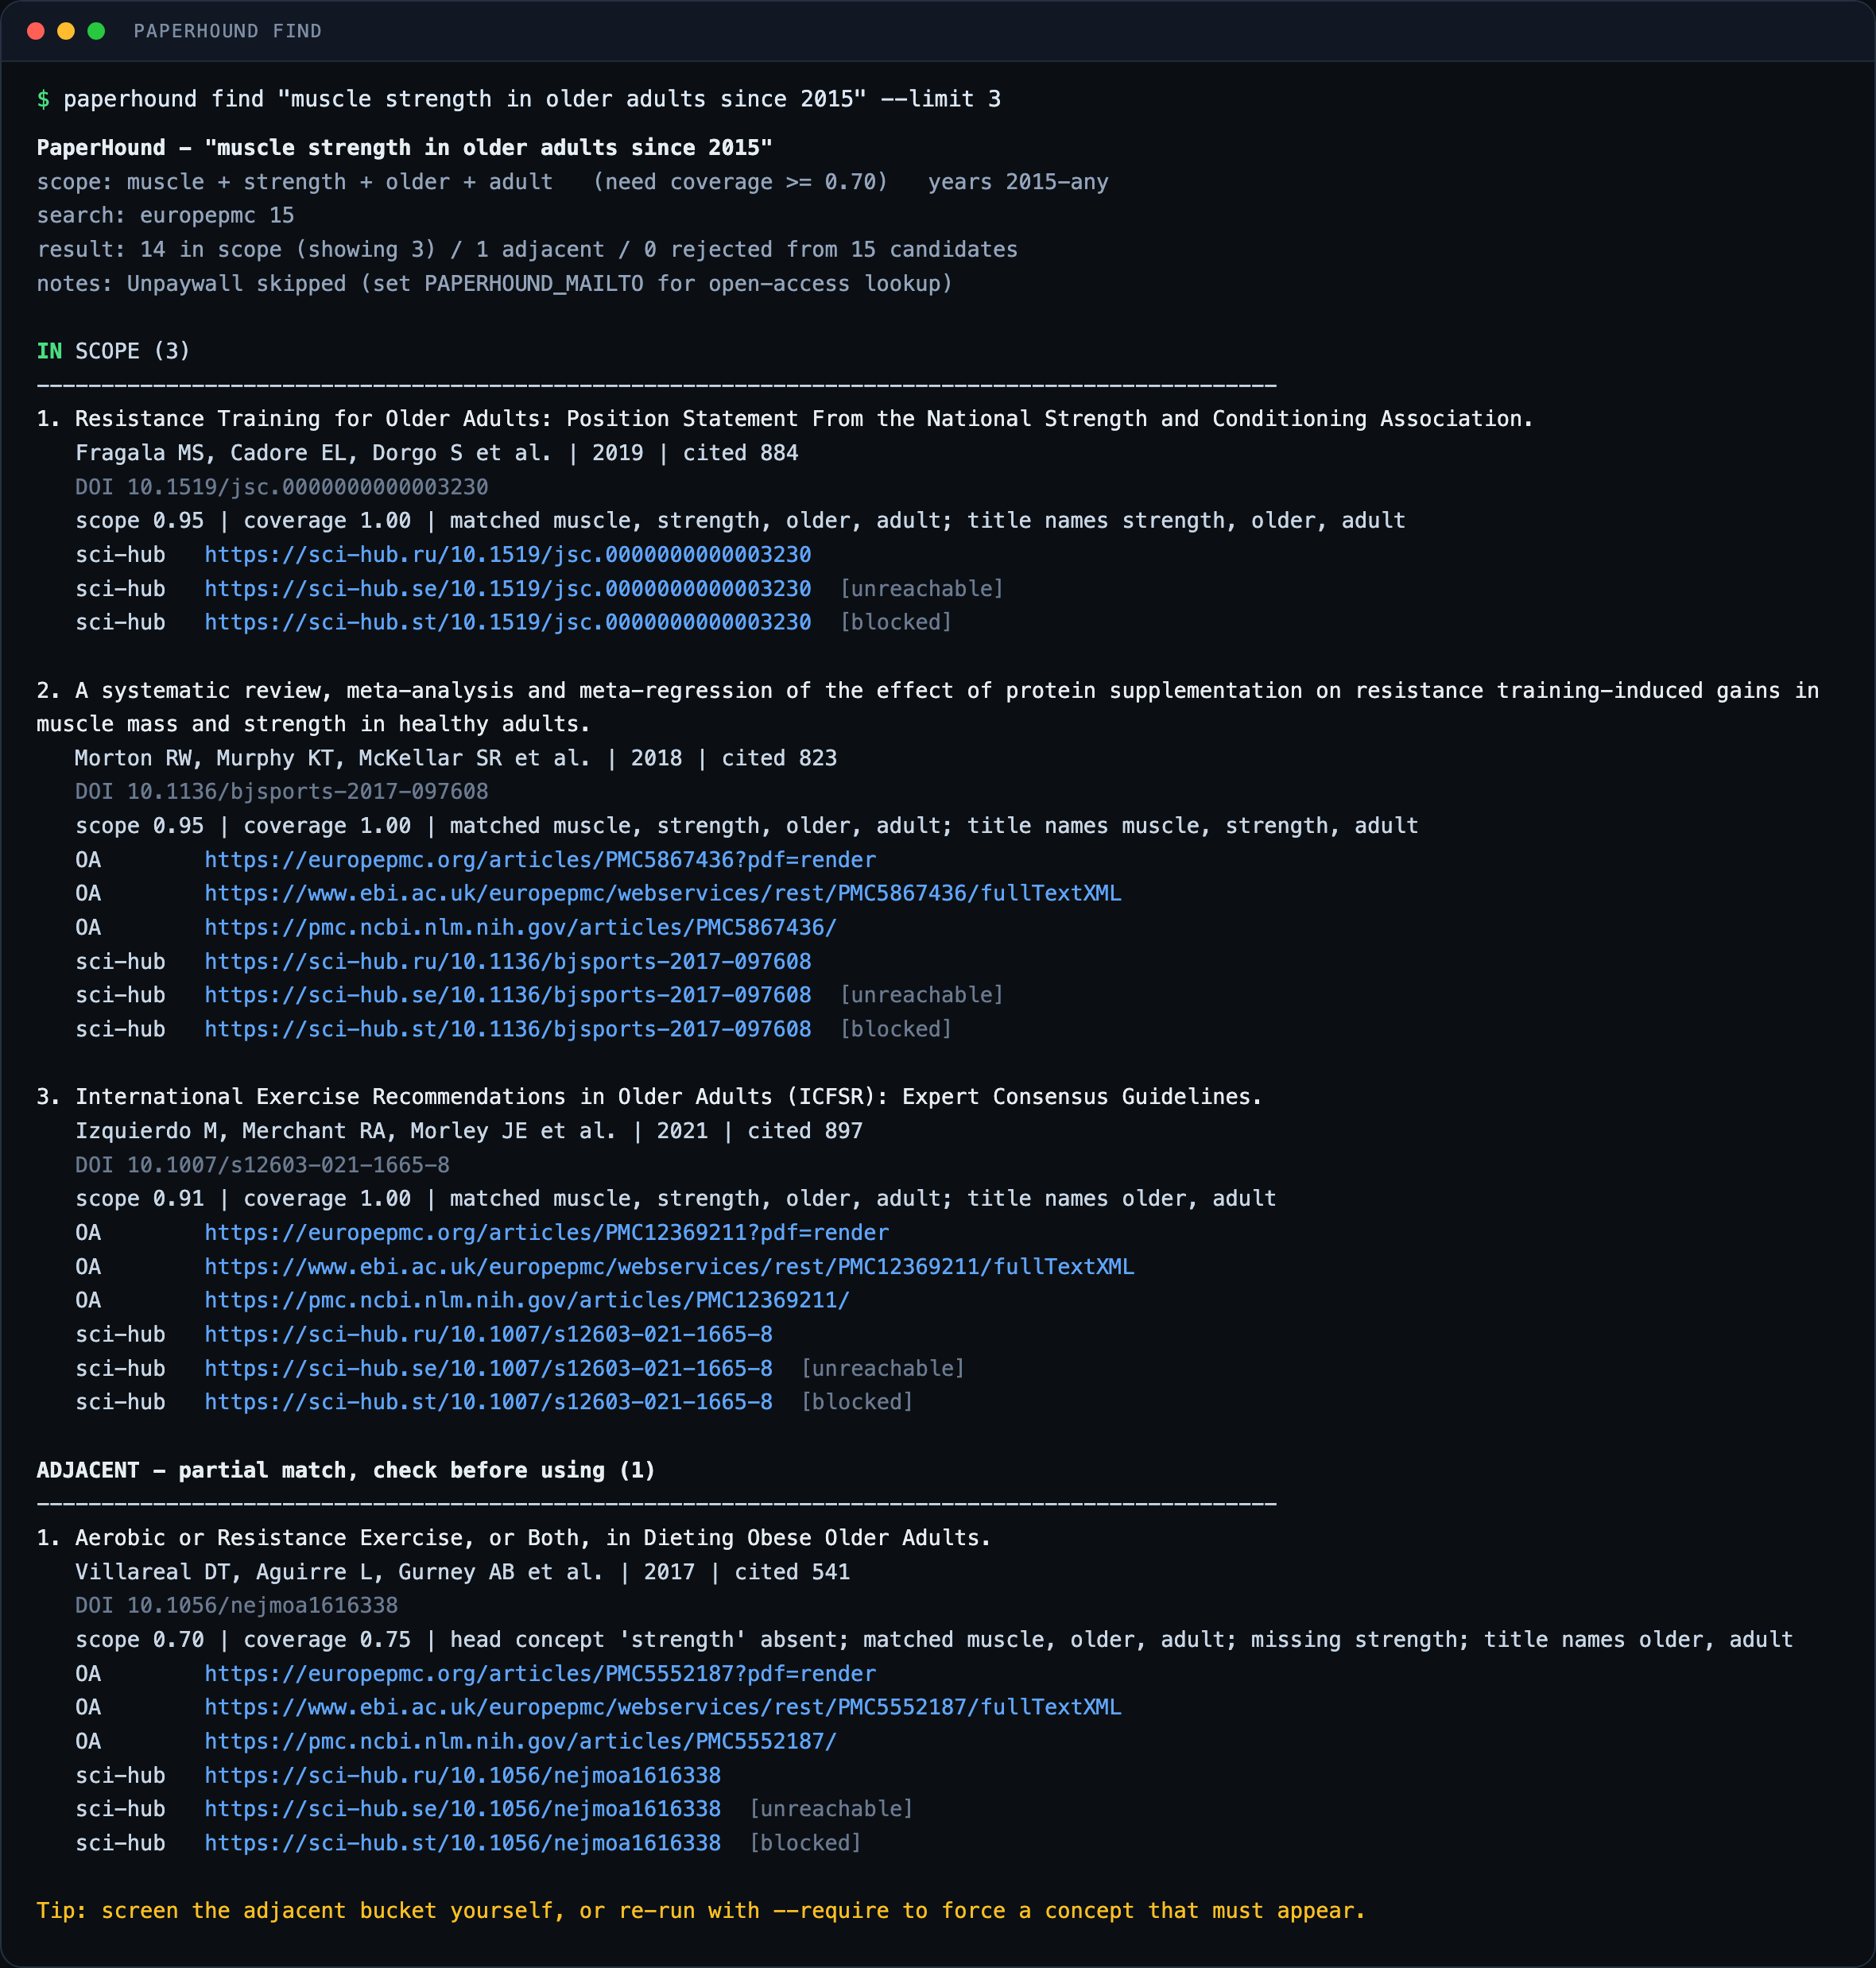 PAPERHOUND FIND
$ paperhound find "muscle strength in older adults since 2015" --limit 3
PaperHound - "muscle strength in older adults since 2015"
scope: muscle + strength + older + adult   (need coverage >= 0.70)   years 2015-any
search: europepmc 15
result: 14 in scope (showing 3) / 1 adjacent / 0 rejected from 15 candidates
notes: Unpaywall skipped (set PAPERHOUND_MAILTO for open-access lookup)
IN SCOPE (3)
------------------------------------------------------------------------------------------------
1. Resistance Training for Older Adults: Position Statement From the National Strength and Conditioning Association.
Fragala MS, Cadore EL, Dorgo S et al. | 2019 | cited 884
DOI 10.1519/jsc.0000000000003230
scope 0.95 | coverage 1.00 | matched muscle, strength, older, adult; title names strength, older, adult
sci-hub   https://sci-hub.ru/10.1519/jsc.0000000000003230
sci-hub   https://sci-hub.se/10.1519/jsc.0000000000003230  [unreachable]
sci-hub   https://sci-hub.st/10.1519/jsc.0000000000003230  [blocked]
2. A systematic review, meta-analysis and meta-regression of the effect of protein supplementation on resistance training-induced gains in
muscle mass and strength in healthy adults.
Morton RW, Murphy KT, McKellar SR et al. | 2018 | cited 823
DOI 10.1136/bjsports-2017-097608
scope 0.95 | coverage 1.00 | matched muscle, strength, older, adult; title names muscle, strength, adult
OA        https://europepmc.org/articles/PMC5867436?pdf=render
OA        https://www.ebi.ac.uk/europepmc/webservices/rest/PMC5867436/fullTextXML
OA        https://pmc.ncbi.nlm.nih.gov/articles/PMC5867436/
sci-hub   https://sci-hub.ru/10.1136/bjsports-2017-097608
sci-hub   https://sci-hub.se/10.1136/bjsports-2017-097608  [unreachable]
sci-hub   https://sci-hub.st/10.1136/bjsports-2017-097608  [blocked]
3. International Exercise Recommendations in Older Adults (ICFSR): Expert Consensus Guidelines.
Izquierdo M, Merchant RA, Morley JE et al. | 2021 | cited 897
DOI 10.1007/s12603-021-1665-8
scope 0.91 | coverage 1.00 | matched muscle, strength, older, adult; title names older, adult
OA        https://europepmc.org/articles/PMC12369211?pdf=render
OA        https://www.ebi.ac.uk/europepmc/webservices/rest/PMC12369211/fullTextXML
OA        https://pmc.ncbi.nlm.nih.gov/articles/PMC12369211/
sci-hub   https://sci-hub.ru/10.1007/s12603-021-1665-8
sci-hub   https://sci-hub.se/10.1007/s12603-021-1665-8  [unreachable]
sci-hub   https://sci-hub.st/10.1007/s12603-021-1665-8  [blocked]
ADJACENT - partial match, check before using (1)
------------------------------------------------------------------------------------------------
1. Aerobic or Resistance Exercise, or Both, in Dieting Obese Older Adults.
Villareal DT, Aguirre L, Gurney AB et al. | 2017 | cited 541
DOI 10.1056/nejmoa1616338
scope 0.70 | coverage 0.75 | head concept 'strength' absent; matched muscle, older, adult; missing strength; title names older, adult
OA        https://europepmc.org/articles/PMC5552187?pdf=render
OA        https://www.ebi.ac.uk/europepmc/webservices/rest/PMC5552187/fullTextXML
OA        https://pmc.ncbi.nlm.nih.gov/articles/PMC5552187/
sci-hub   https://sci-hub.ru/10.1056/nejmoa1616338
sci-hub   https://sci-hub.se/10.1056/nejmoa1616338  [unreachable]
sci-hub   https://sci-hub.st/10.1056/nejmoa1616338  [blocked]
Tip: screen the adjacent bucket yourself, or re-run with --require to force a concept that must appear.